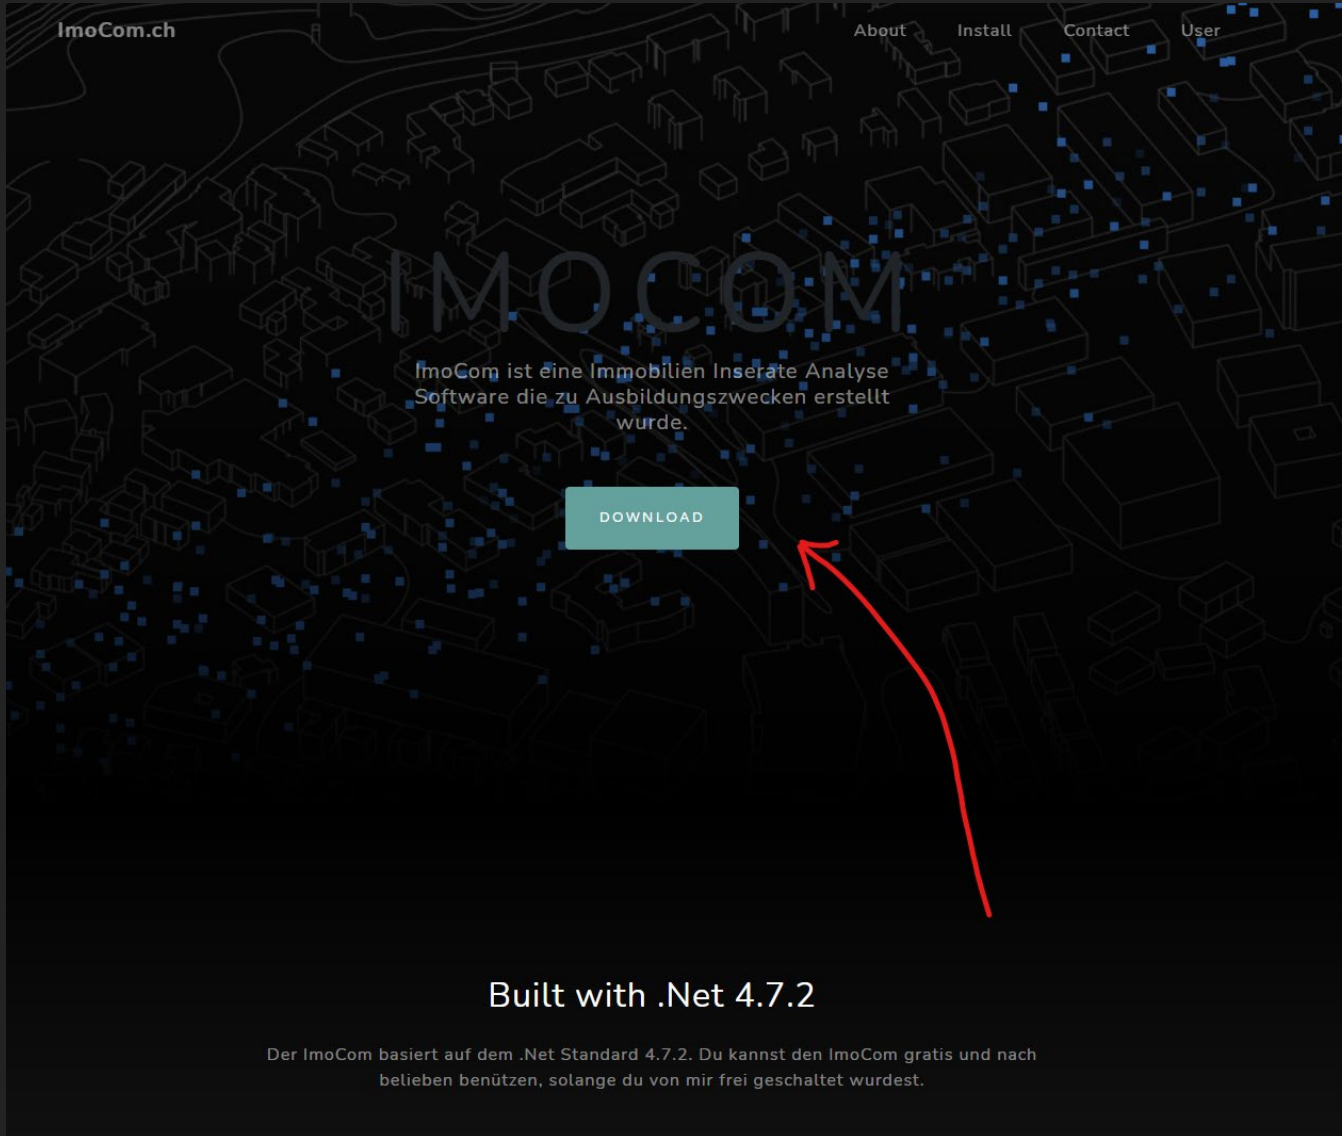 ImoCom.ch
About Install Contact User
IMOCOM
ImoCom ist eine Immobilien Inserate Analyse
Software die zu Ausbildungszwecken erstellt
wurde.
DOWNLOAD
Built with .Net 4.7.2
Der ImoCom basiert auf dem .Net Standard 4.7.2. Du kannst den ImoCom gratis und nach
belieben benützen, solange du von mir frei geschaltet wurdest.